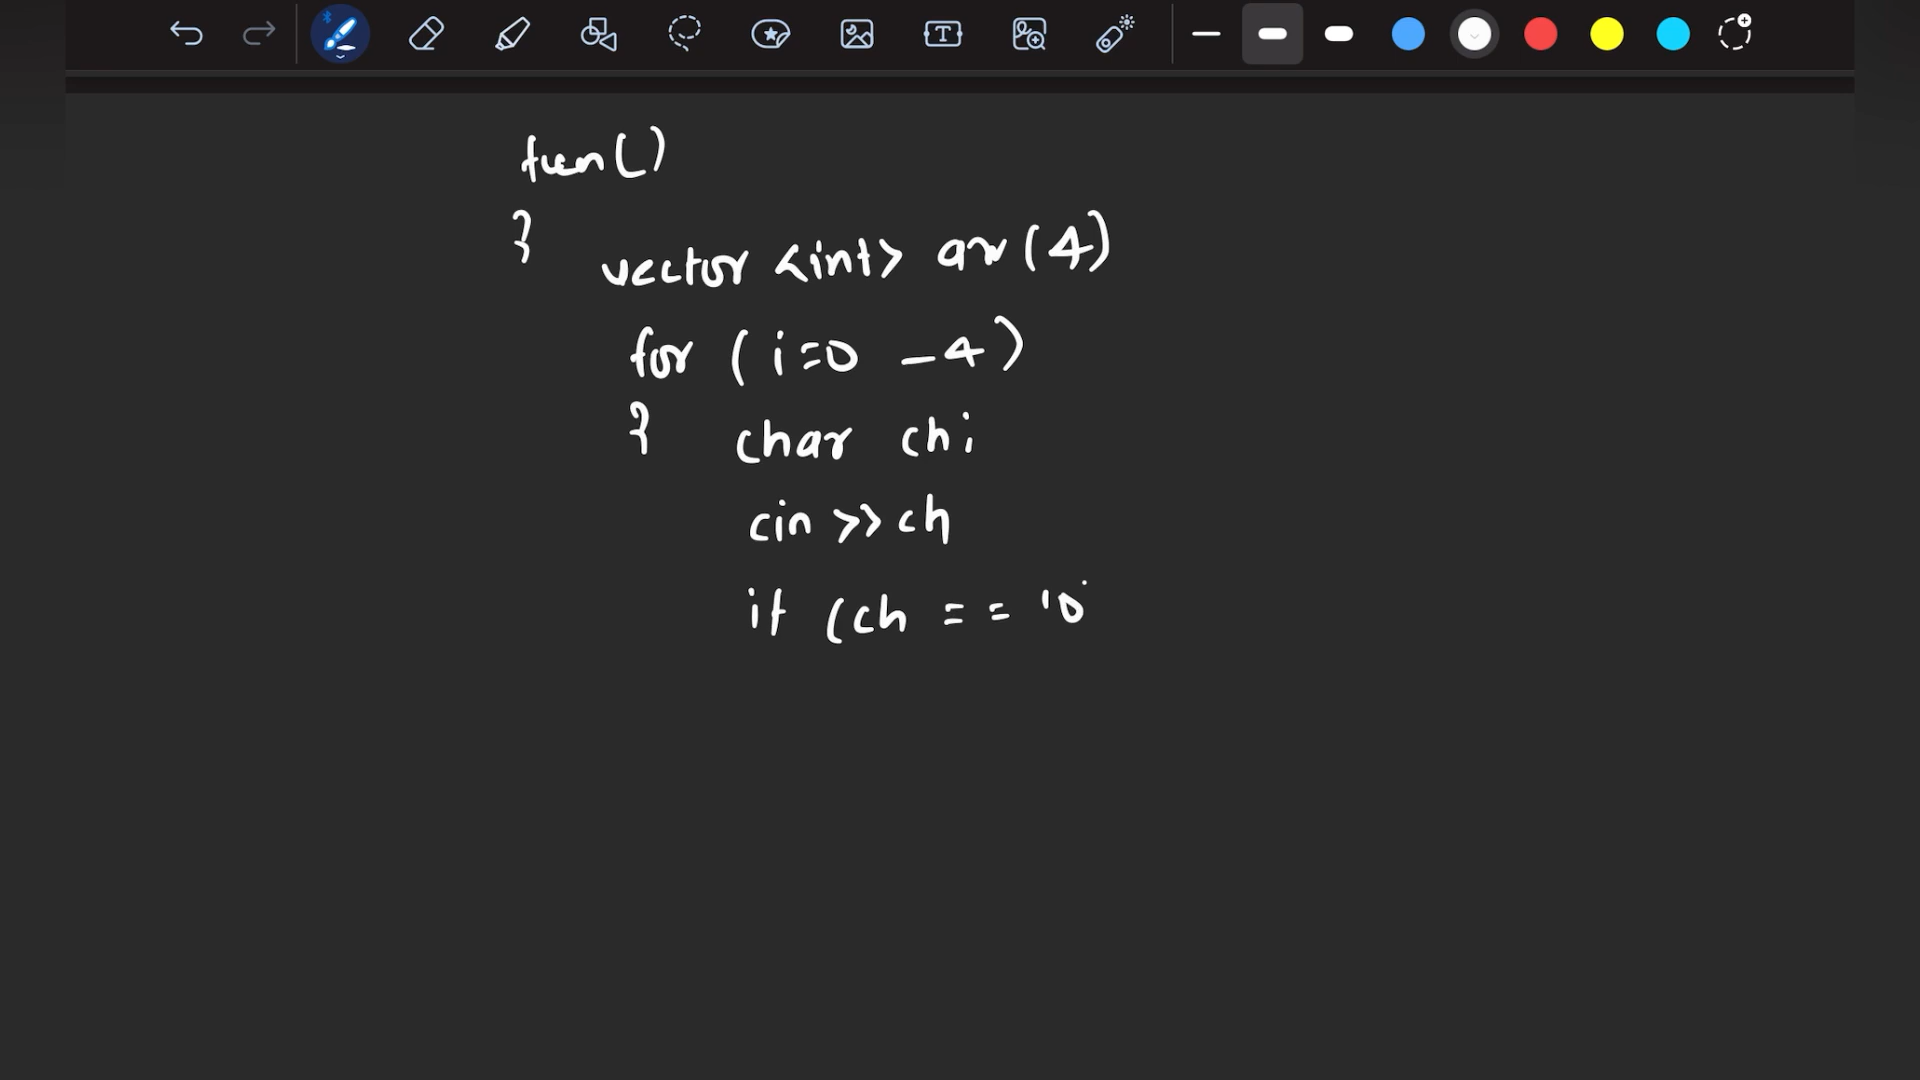 fun()
{ vector <int> arr(4)
for (i=0 - 4)
{ char ch;
cin >> ch
if (ch == '0'